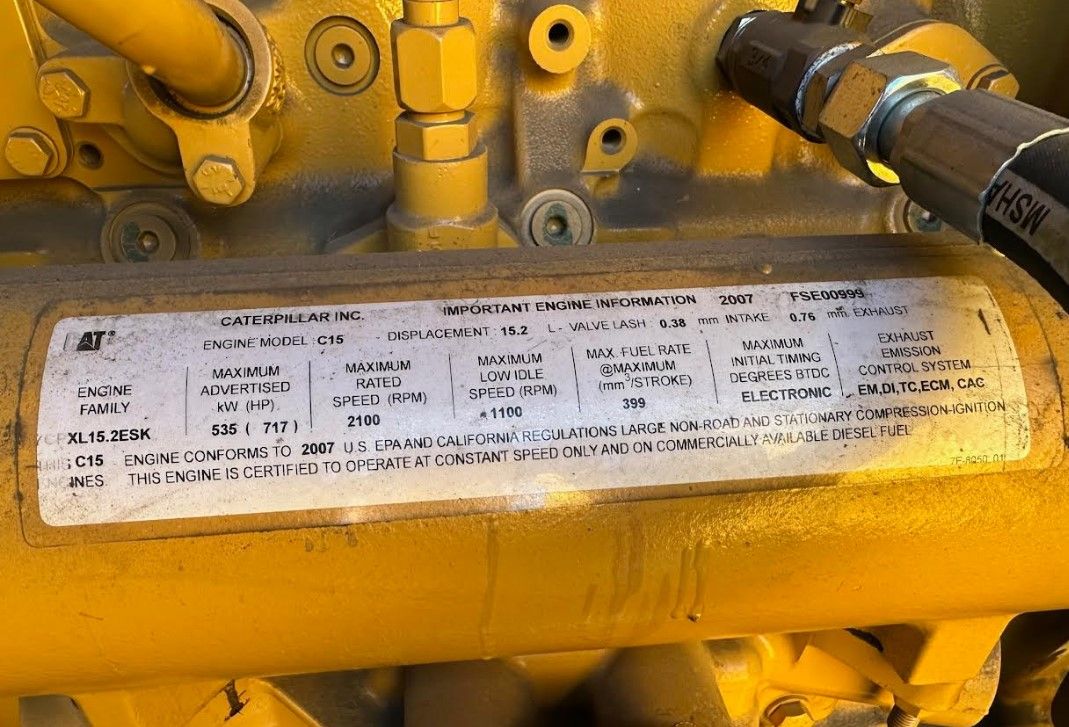 CAT®
CATERPILLAR INC. IMPORTANT ENGINE INFORMATION 2007 FSE00999
ENGINE MODEL: C15 DISPLACEMENT: 15.2 L- VALVE LASH: 0.38 mm INTAKE 0.76 mm EXHAUST
ENGINE FAMILY
MAXIMUM ADVERTISED kW (HP)
MAXIMUM RATED SPEED (RPM)
MAXIMUM LOW IDLE SPEED (RPM)
MAX. FUEL RATE @MAXIMUM (mm³/STROKE)
MAXIMUM INITIAL TIMING DEGREES BTDC
EXHAUST EMISSION CONTROL SYSTEM
XL15.2ESK 535 ( 717 ) 2100 1100 399 ELECTRONIC EM,DI,TC,ECM, CAC
C15 ENGINE CONFORMS TO 2007 U.S. EPA AND CALIFORNIA REGULATIONS LARGE NON-ROAD AND STATIONARY COMPRESSION-IGNITION
INES. THIS ENGINE IS CERTIFIED TO OPERATE AT CONSTANT SPEED ONLY AND ON COMMERCIALLY AVAILABLE DIESEL FUEL
3/4
MSHA